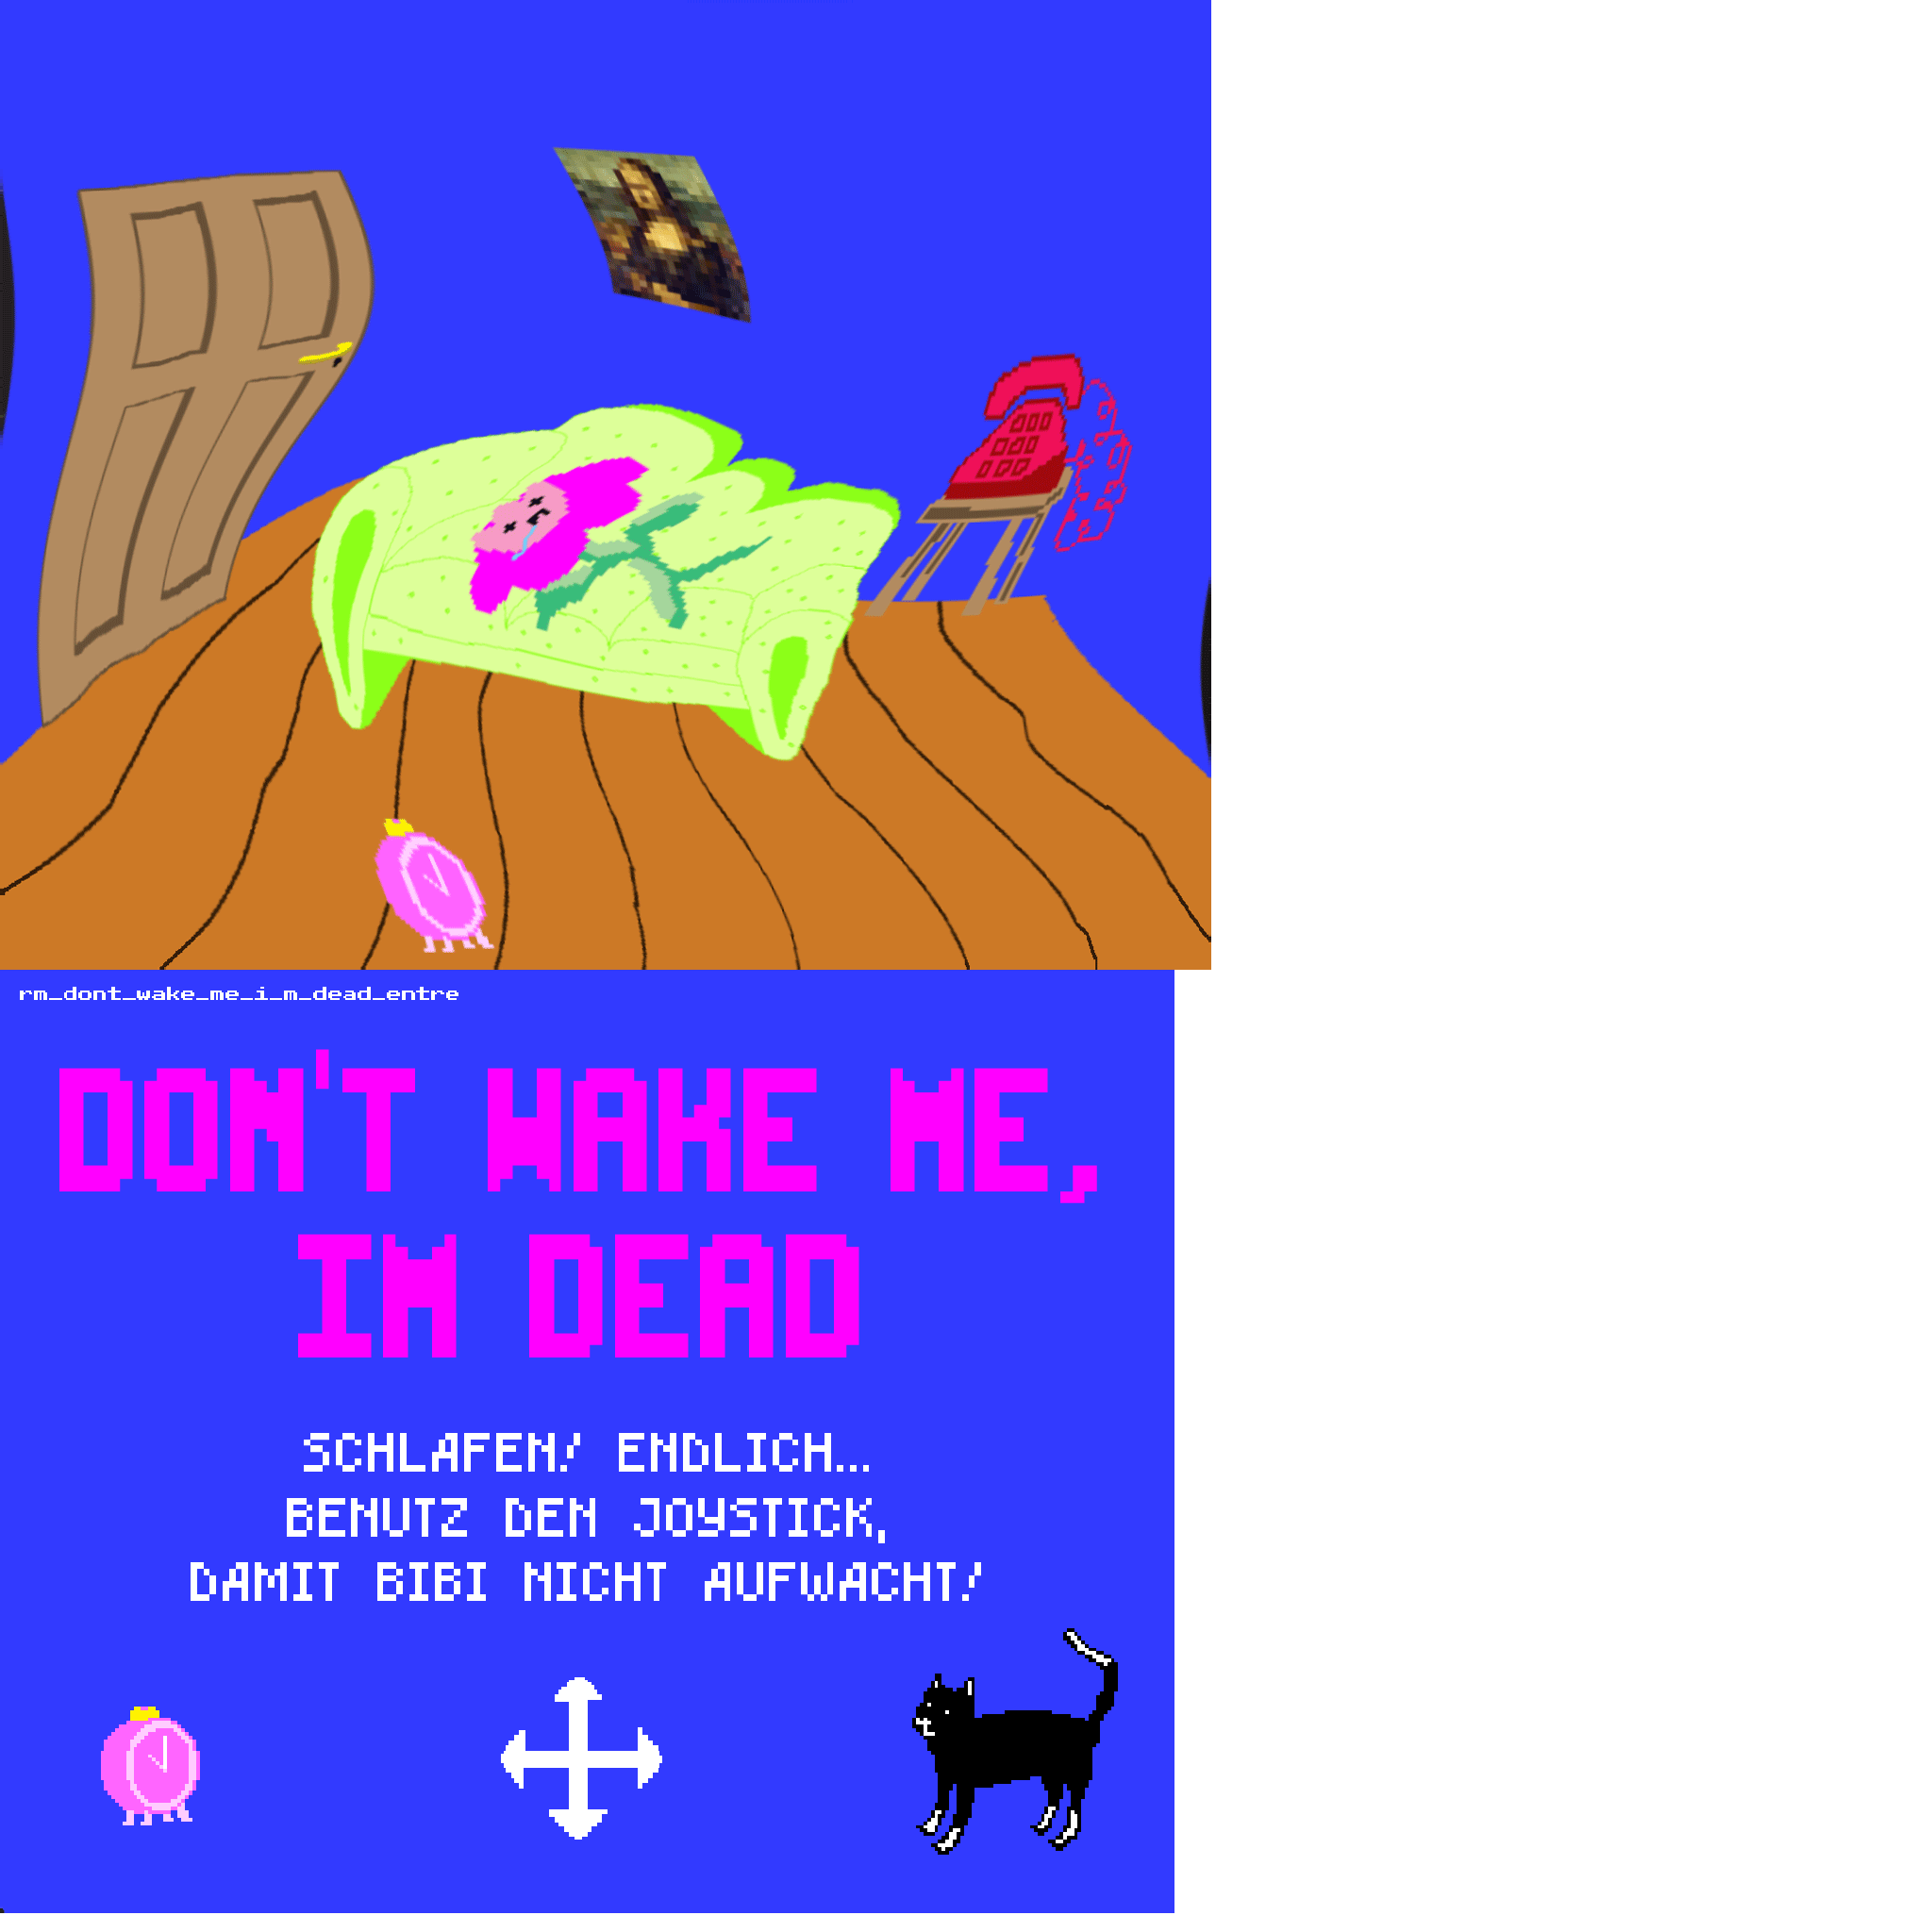 rm_dont_wake_me_i_m_dead_entre
DON'T WAKE ME,
IM DEAD
SCHLAFEN! ENDLICH...
BENUTZ DEN JOYSTICK,
DAMIT BIBI NICHT AUFWACHT!